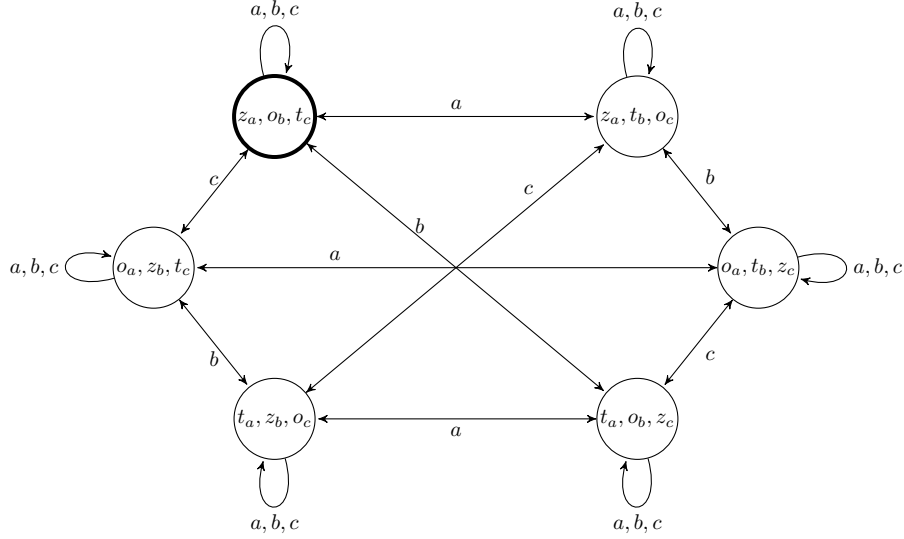 a, b, c
a, b, c
z_a, o_b, t_c
a
z_a, t_b, o_c
c
c
b
b
a, b, c
o_a, z_b, t_c
a
o_a, t_b, z_c
a, b, c
b
c
t_a, z_b, o_c
a
t_a, o_b, z_c
a, b, c
a, b, c